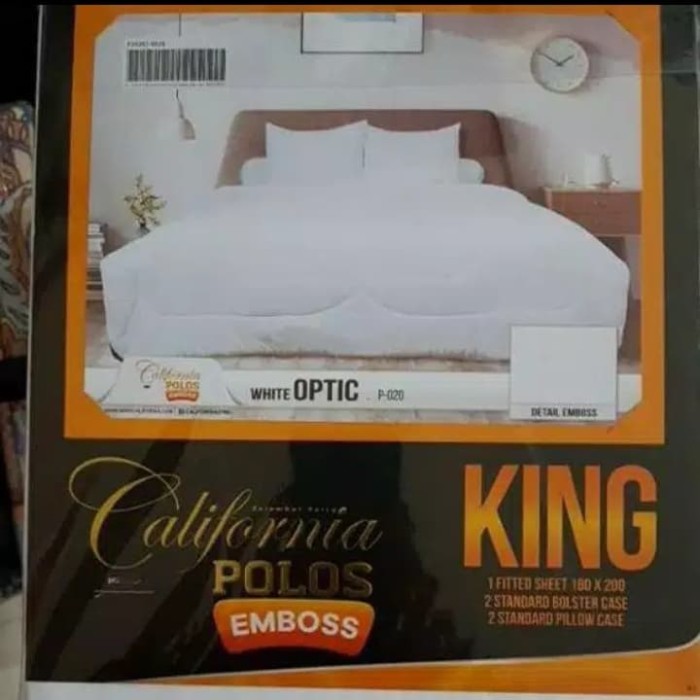 California
POLOS
EMBOSS
WHITE OPTIC P-020
DETAIL EMBOSS
California
POLOS
EMBOSS
KING
1 FITTED SHEET 180 X 200
2 STANDARD BOLSTER CASE
2 STANDARD PILLOW CASE